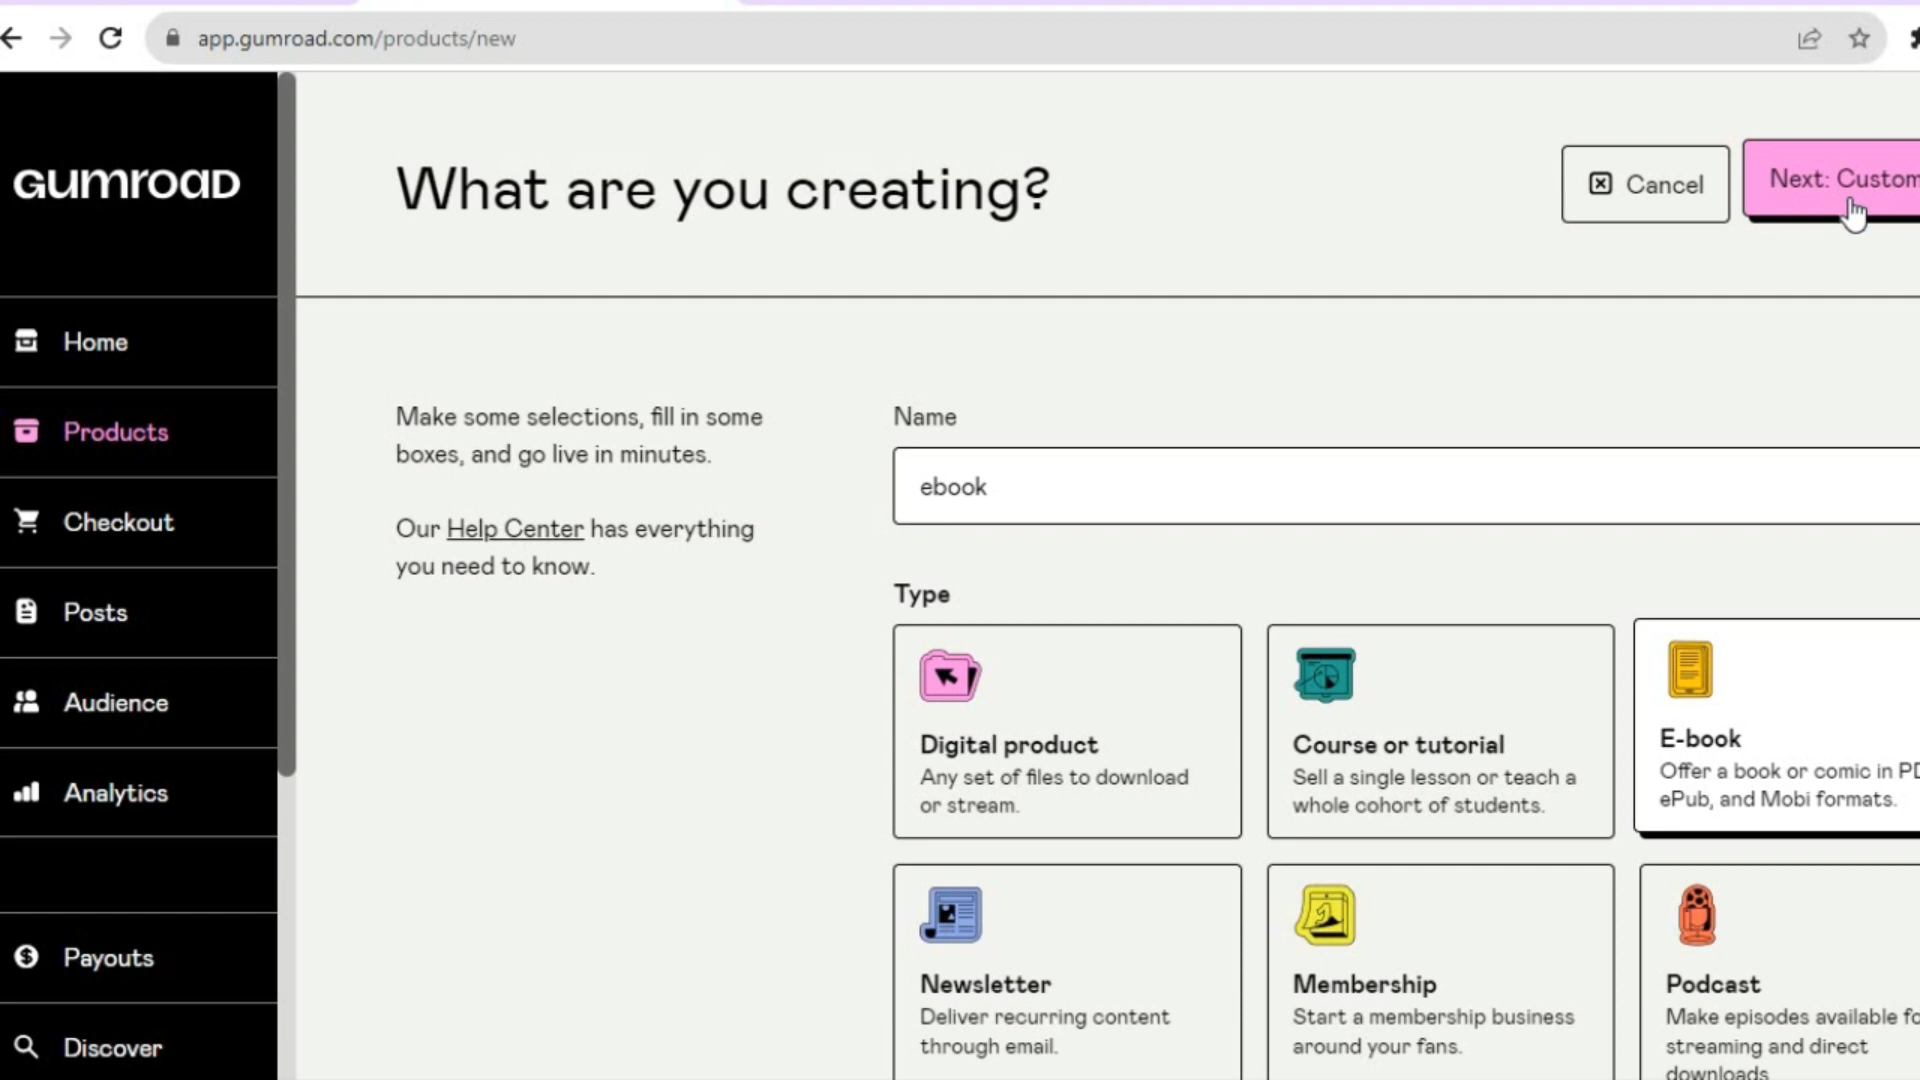 app.gumroad.com/products/new
GUMROAD
Home
Products
Checkout
Posts
Audience
Analytics
Payouts
Discover
What are you creating?
Cancel
Next: Custom
Make some selections, fill in some
boxes, and go live in minutes.
Our Help Center has everything
you need to know.
Name
ebook
Type
Digital product
Any set of files to download
or stream.
Course or tutorial
Sell a single lesson or teach a
whole cohort of students.
E-book
Offer a book or comic in PD
ePub, and Mobi formats.
Newsletter
Deliver recurring content
through email.
Membership
Start a membership business
around your fans.
Podcast
Make episodes available fo
streaming and direct
downloads